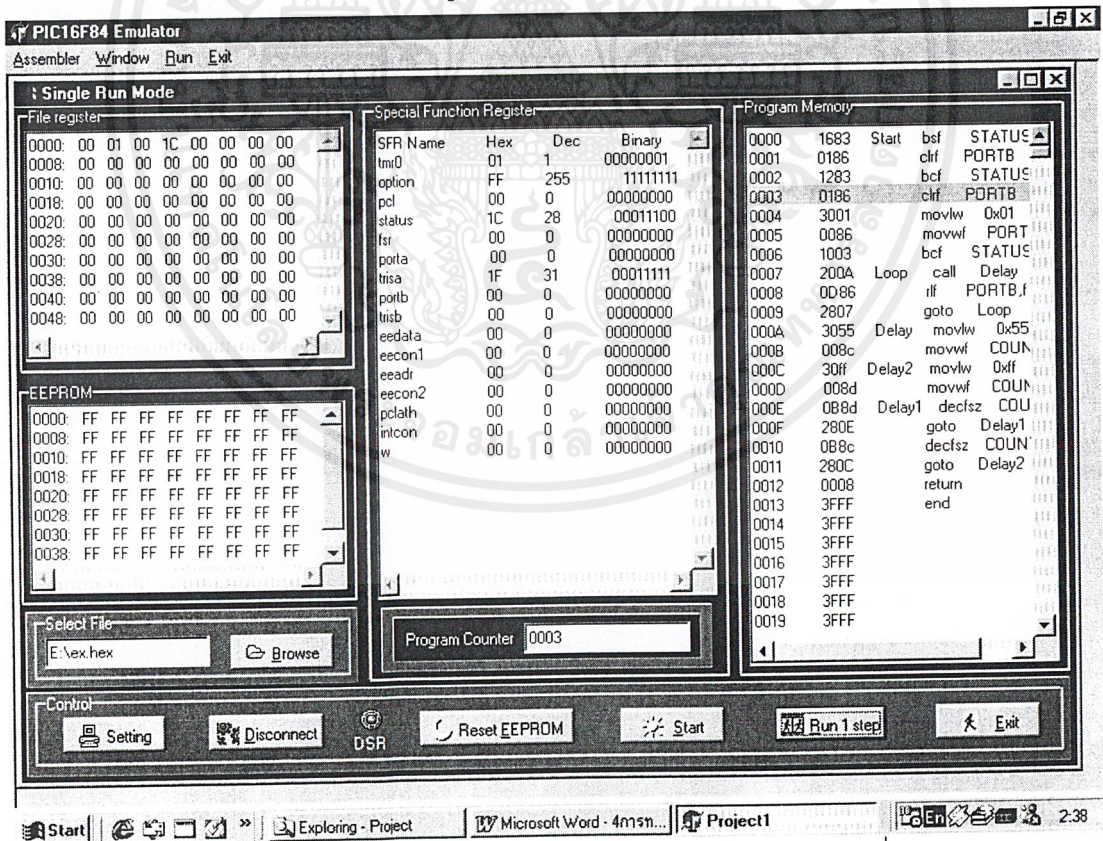 PIC16F84 Emulator
Assembler Window Run Exit
Single Run Mode
File register
0000: 00 01 00 1C 00 00 00 00
0008: 00 00 00 00 00 00 00 00
0010: 00 00 00 00 00 00 00 00
0018: 00 00 00 00 00 00 00 00
0020: 00 00 00 00 00 00 00 00
0028: 00 00 00 00 00 00 00 00
0030: 00 00 00 00 00 00 00 00
0038: 00 00 00 00 00 00 00 00
0040: 00 00 00 00 00 00 00 00
0048: 00 00 00 00 00 00 00 00
EEPROM
0000: FF FF FF FF FF FF FF FF
0008: FF FF FF FF FF FF FF FF
0010: FF FF FF FF FF FF FF FF
0018: FF FF FF FF FF FF FF FF
0020: FF FF FF FF FF FF FF FF
0028: FF FF FF FF FF FF FF FF
0030: FF FF FF FF FF FF FF FF
0038: FF FF FF FF FF FF FF FF
Select File
E:\ex.hex Browse
Special Function Register
SFR Name Hex Dec Binary
tmr0 01 1 00000001
option FF 255 11111111
pcl 00 0 00000000
status 1C 28 00011100
fsr 00 0 00000000
porta 00 0 00000000
trisa 1F 31 00011111
portb 00 0 00000000
trisb 00 0 00000000
eedata 00 0 00000000
eecon1 00 0 00000000
eeadr 00 0 00000000
eecon2 00 0 00000000
pclath 00 0 00000000
intcon 00 0 00000000
w 00 0 00000000
Program Counter 0003
Program Memory
0000 1683 Start bsf STATUS
0001 0186 clrf PORTB
0002 1283 bcf STATUS
0003 0186 clrf PORTB
0004 3001 movlw 0x01
0005 0086 movwf PORT
0006 1003 bcf STATUS
0007 200A Loop call Delay
0008 0D86 rlf PORTB,f
0009 2807 goto Loop
000A 3055 Delay movlw 0x55
000B 008c movwf COUN
000C 30ff Delay2 movlw 0xff
000D 008d movwf COUN
000E 0B8d Delay1 decfsz COU
000F 280E goto Delay1
0010 0B8c decfsz COUN
0011 280C goto Delay2
0012 0008 return
0013 3FFF end
0014 3FFF
0015 3FFF
0016 3FFF
0017 3FFF
0018 3FFF
0019 3FFF
Control
Setting Disconnect DSR Reset EEPROM Start Run 1 step Exit
Start » Exploring - Project Microsoft Word - 4การท... Project1 En 2:38